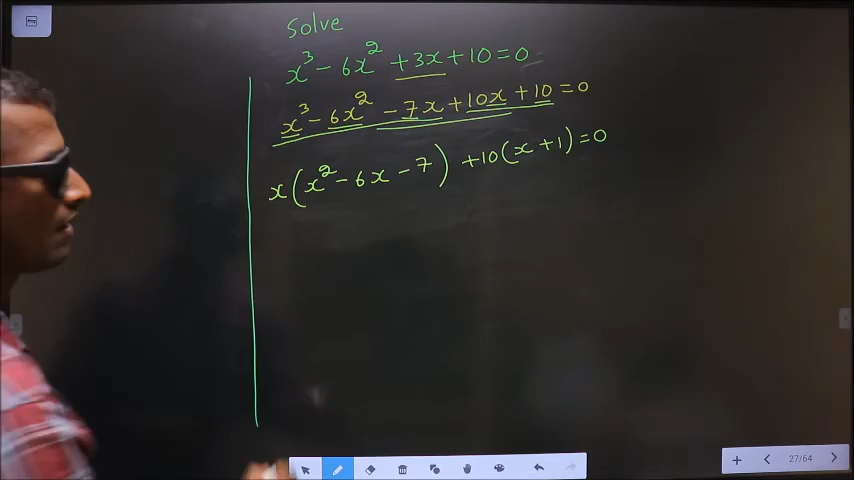 Solve
x³ - 6x² + 3x + 10 = 0
x³ - 6x² - 7x + 10x + 10 = 0
x(x² - 6x - 7) + 10(x + 1) = 0
27/64